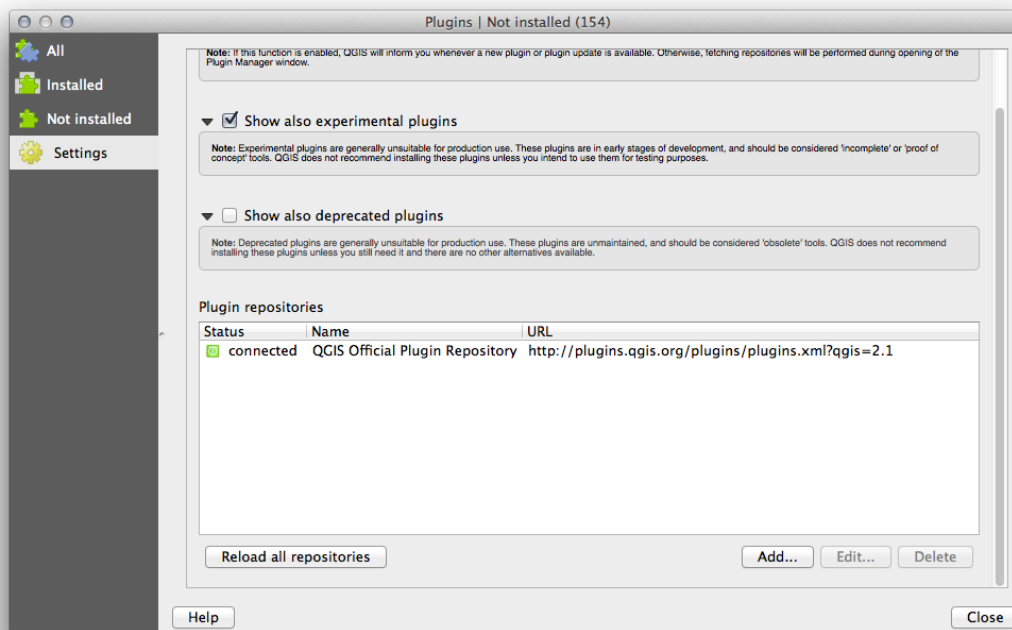 Plugins | Not installed (154)
All
Installed
Not installed
Settings
Note: If this function is enabled, QGIS will inform you whenever a new plugin or plugin update is available. Otherwise, fetching repositories will be performed during opening of the
Plugin Manager window.
Show also experimental plugins
Note: Experimental plugins are generally unsuitable for production use. These plugins are in early stages of development, and should be considered 'incomplete' or 'proof of
concept' tools. QGIS does not recommend installing these plugins unless you intend to use them for testing purposes.
Show also deprecated plugins
Note: Deprecated plugins are generally unsuitable for production use. These plugins are unmaintained, and should be considered 'obsolete' tools. QGIS does not recommend
installing these plugins unless you still need it and there are no other alternatives available.
Plugin repositories
Status Name URL
connected QGIS Official Plugin Repository http://plugins.qgis.org/plugins/plugins.xml?qgis=2.1
Reload all repositories Add... Edit... Delete
Help Close